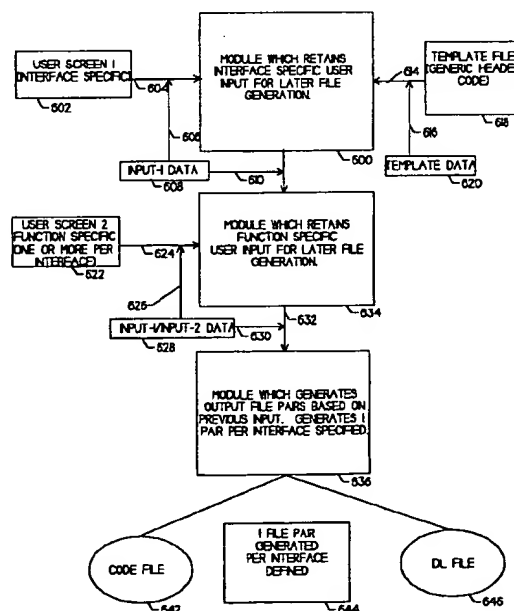 USER SCREEN 1
(INTERFACE SPECIFIC)
602
604
MODULE WHICH RETAINS
INTERFACE SPECIFIC USER
INPUT FOR LATER FILE
GENERATION.
600
614
TEMPLATE FILE
(GENERIC HEADER
CODE)
618
606
616
INPUT-1 DATA
608
610
TEMPLATE DATA
620
USER SCREEN 2
FUNCTION SPECIFIC
ONE OR MORE PER
INTERFACE)
622
624
MODULE WHICH RETAINS
FUNCTION SPECIFIC
USER INPUT FOR LATER FILE
GENERATION.
634
626
632
INPUT-1/INPUT-2 DATA
628
630
MODULE WHICH GENERATES
OUTPUT FILE PAIRS BASED ON
PREVIOUS INPUT. GENERATES 1
PAIR PER INTERFACE SPECIFIED.
636
CODE FILE
642
1 FILE PAIR
GENERATED
PER INTERFACE
DEFINED
644
DL FILE
646